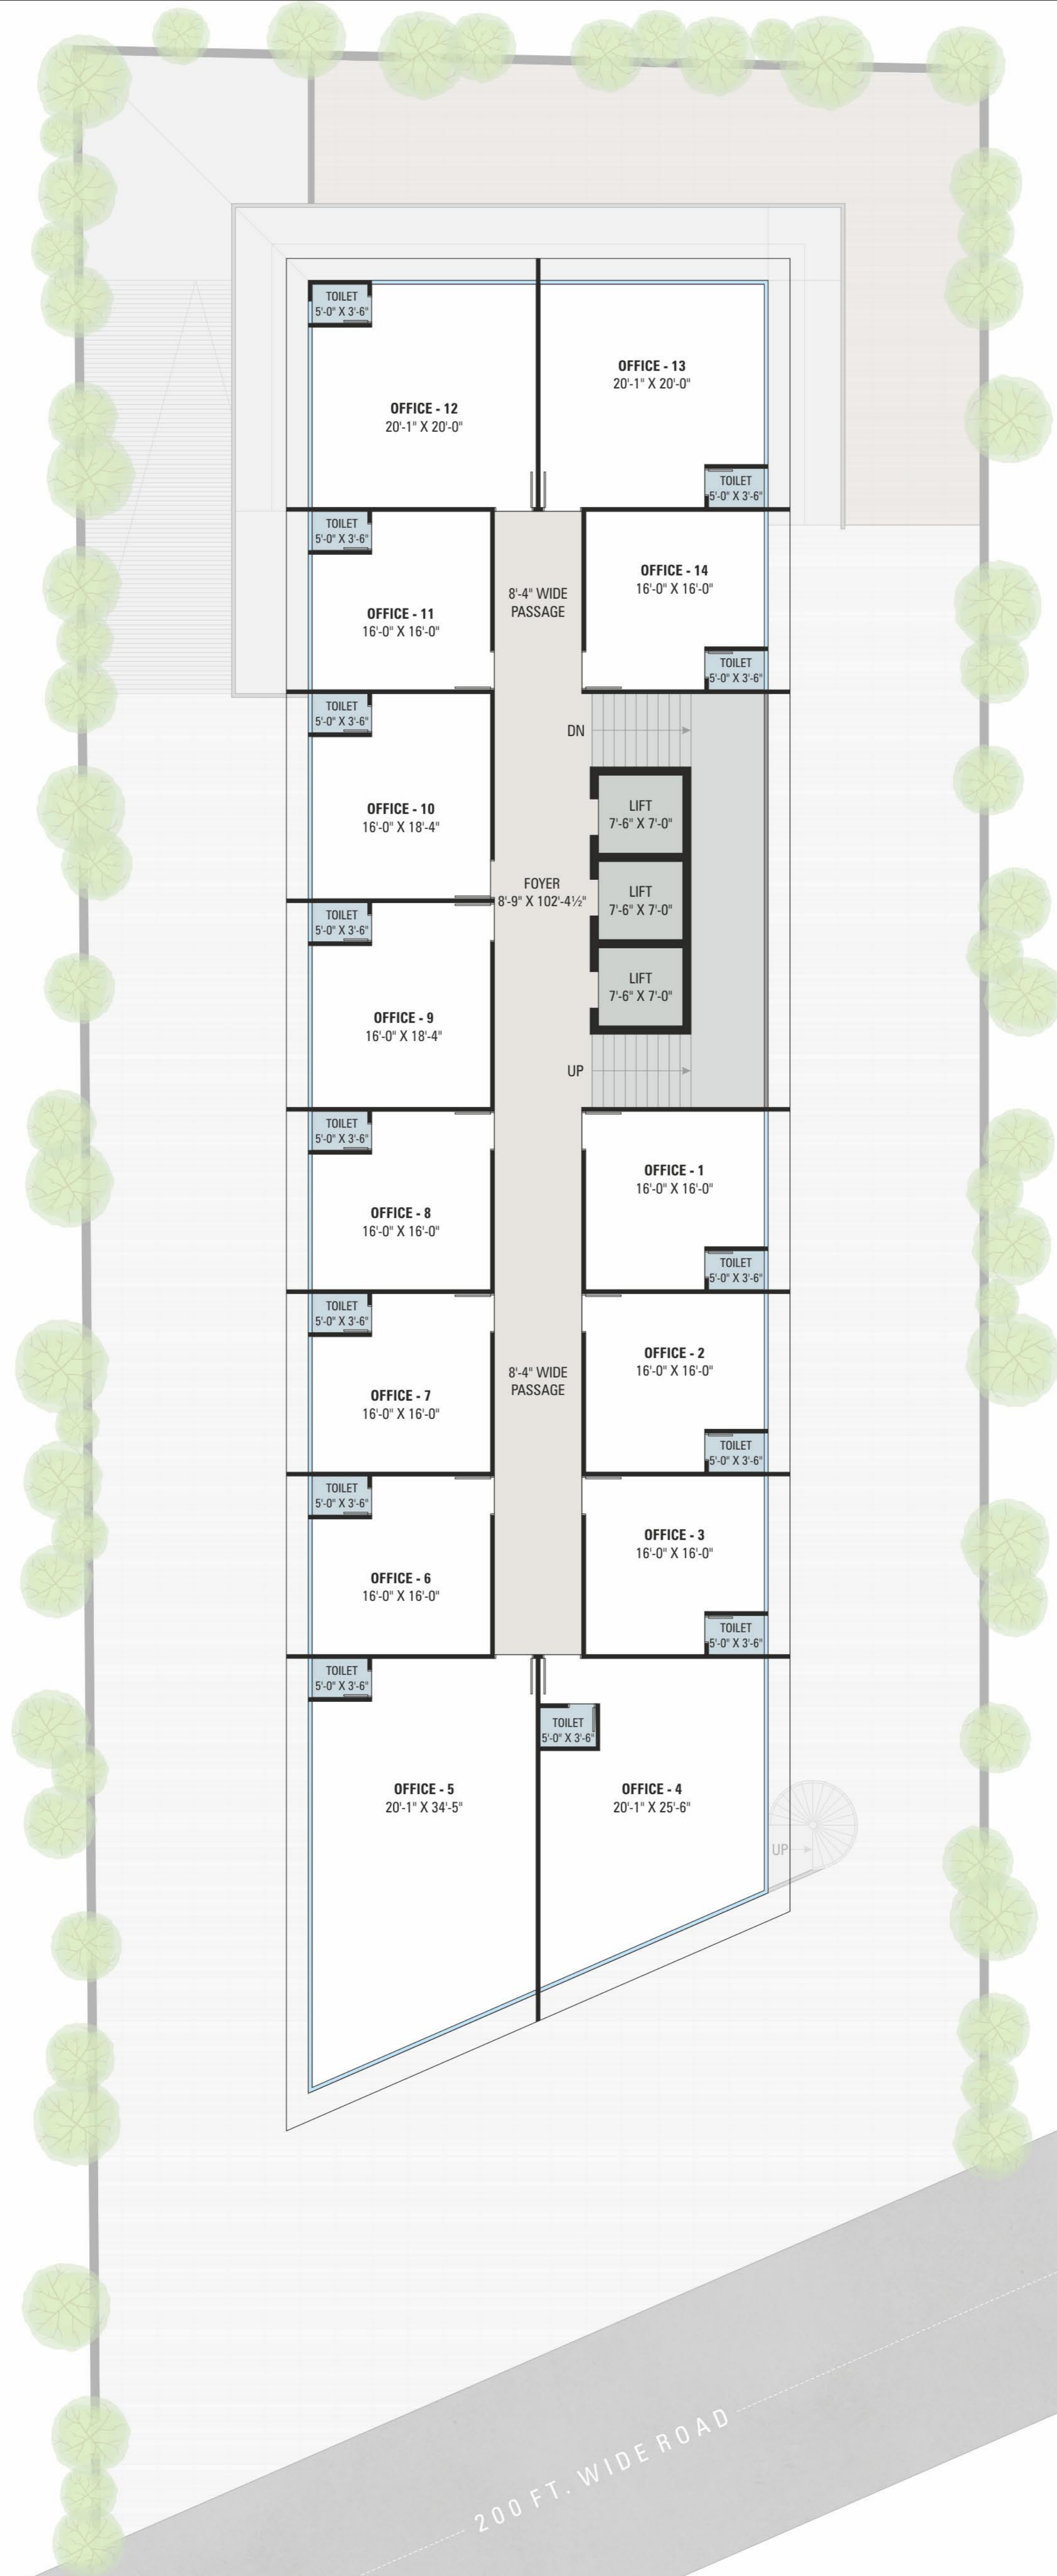 TOILET
5'-0" X 3'-6"
OFFICE - 12
20'-1" X 20'-0"
OFFICE - 13
20'-1" X 20'-0"
TOILET
5'-0" X 3'-6"
TOILET
5'-0" X 3'-6"
OFFICE - 11
16'-0" X 16'-0"
8'-4" WIDE
PASSAGE
OFFICE - 14
16'-0" X 16'-0"
TOILET
5'-0" X 3'-6"
TOILET
5'-0" X 3'-6"
DN
OFFICE - 10
16'-0" X 18'-4"
LIFT
7'-6" X 7'-0"
FOYER
8'-9" X 102'-4½"
LIFT
7'-6" X 7'-0"
TOILET
5'-0" X 3'-6"
LIFT
7'-6" X 7'-0"
OFFICE - 9
16'-0" X 18'-4"
UP
TOILET
5'-0" X 3'-6"
OFFICE - 8
16'-0" X 16'-0"
OFFICE - 1
16'-0" X 16'-0"
TOILET
5'-0" X 3'-6"
TOILET
5'-0" X 3'-6"
OFFICE - 7
16'-0" X 16'-0"
8'-4" WIDE
PASSAGE
OFFICE - 2
16'-0" X 16'-0"
TOILET
5'-0" X 3'-6"
TOILET
5'-0" X 3'-6"
OFFICE - 6
16'-0" X 16'-0"
OFFICE - 3
16'-0" X 16'-0"
TOILET
5'-0" X 3'-6"
TOILET
5'-0" X 3'-6"
TOILET
5'-0" X 3'-6"
OFFICE - 5
20'-1" X 34'-5"
OFFICE - 4
20'-1" X 25'-6"
UP
200 FT. WIDE ROAD